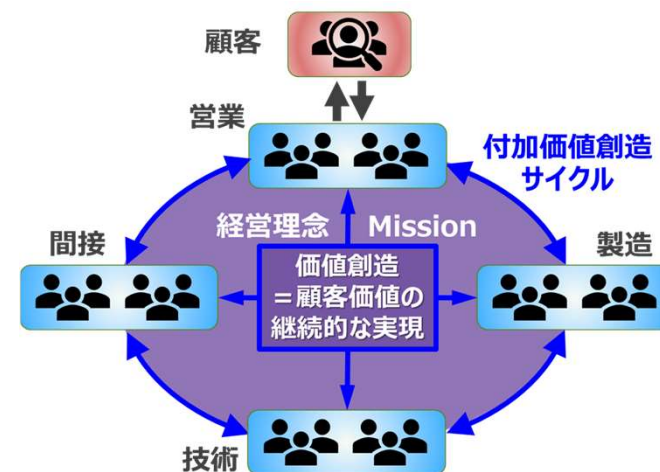 顧客
営業
付加価値創造
サイクル
経営理念 Mission
間接
製造
価値創造
＝顧客価値の
継続的な実現
技術